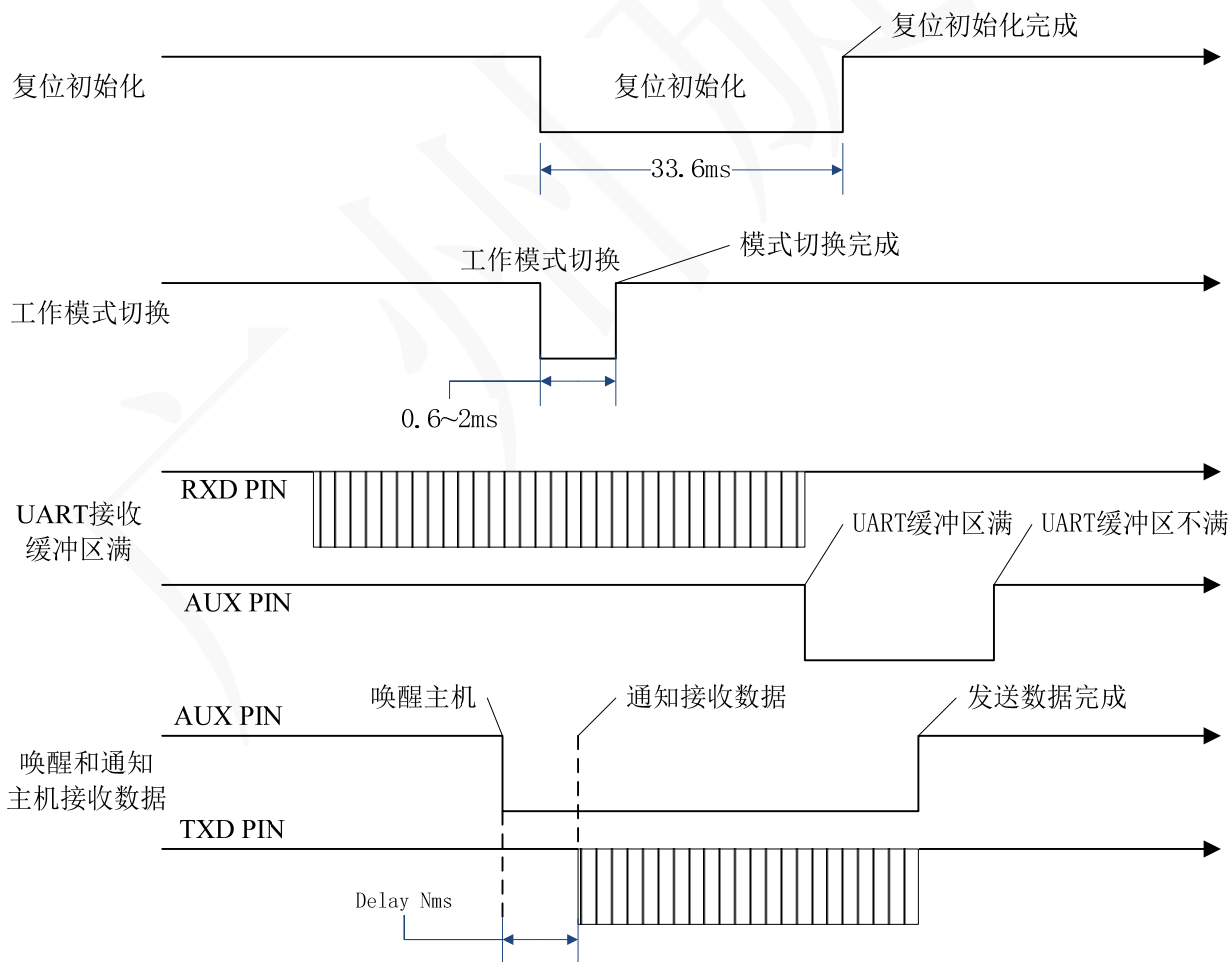 复位初始化完成
复位初始化
复位初始化
33.6ms
工作模式切换
模式切换完成
工作模式切换
0.6~2ms
RXD PIN
UART接收
缓冲区满
UART缓冲区满
UART缓冲区不满
AUX PIN
唤醒主机
通知接收数据
发送数据完成
AUX PIN
唤醒和通知
主机接收数据
TXD PIN
Delay Nms
广州